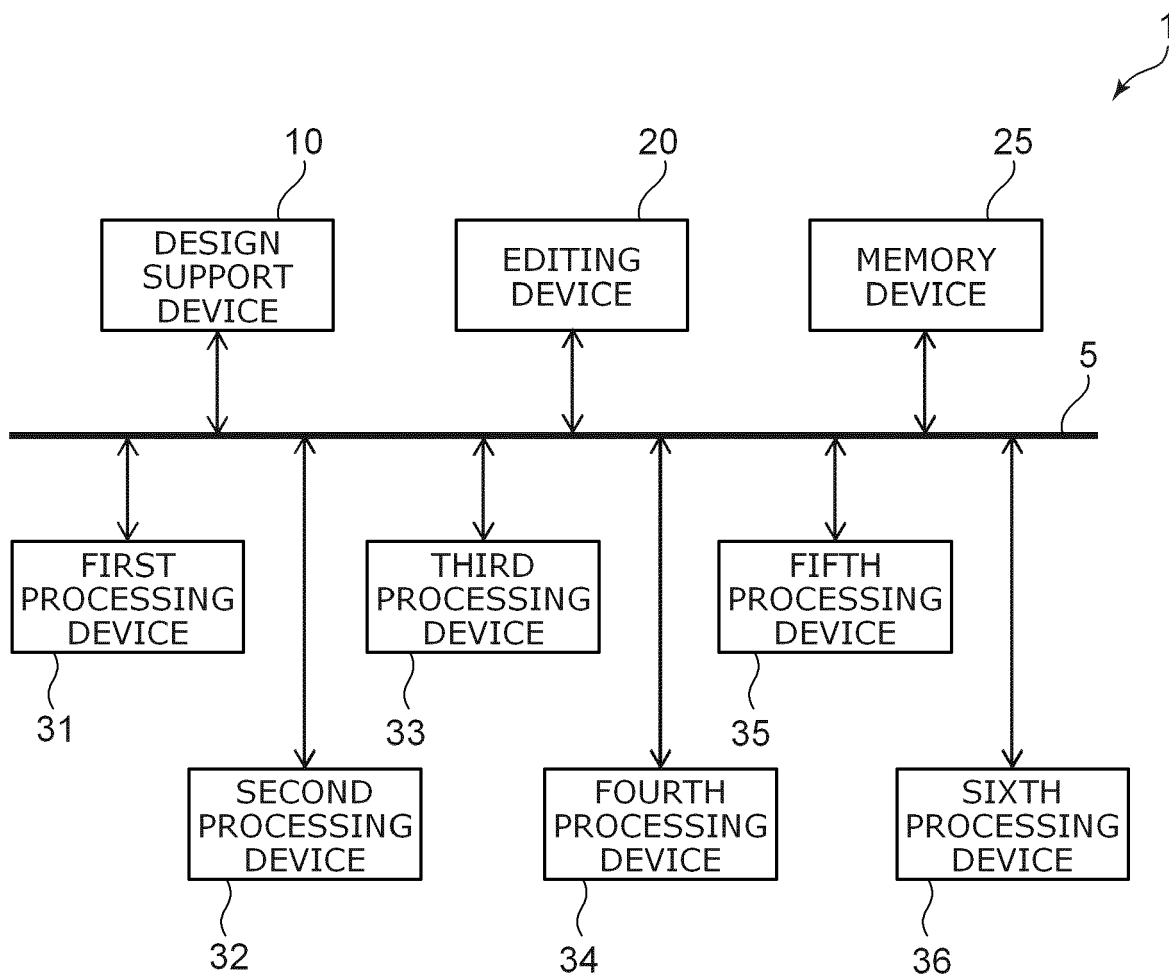 1
10
20
25
DESIGN
SUPPORT
DEVICE
EDITING
DEVICE
MEMORY
DEVICE
5
FIRST
PROCESSING
DEVICE
THIRD
PROCESSING
DEVICE
FIFTH
PROCESSING
DEVICE
31
33
35
SECOND
PROCESSING
DEVICE
FOURTH
PROCESSING
DEVICE
SIXTH
PROCESSING
DEVICE
32
34
36